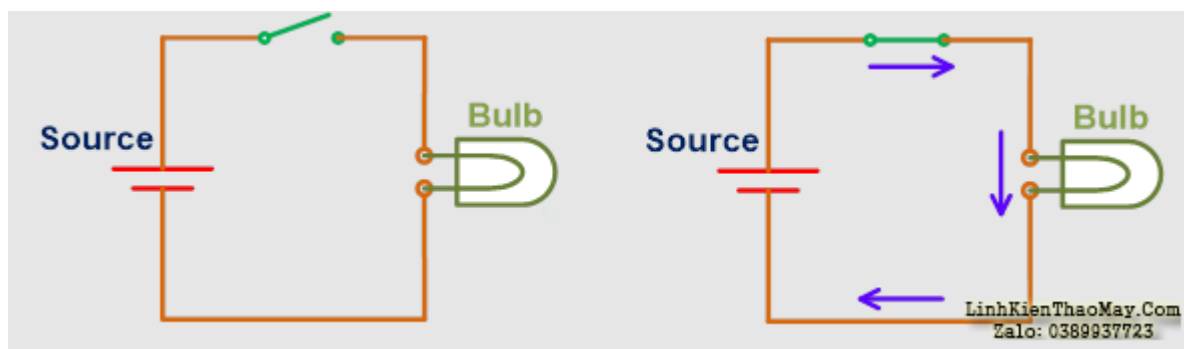 Source
Bulb
Source
Bulb
LinhKienThaoMay.Com
Zalo: 0389937723